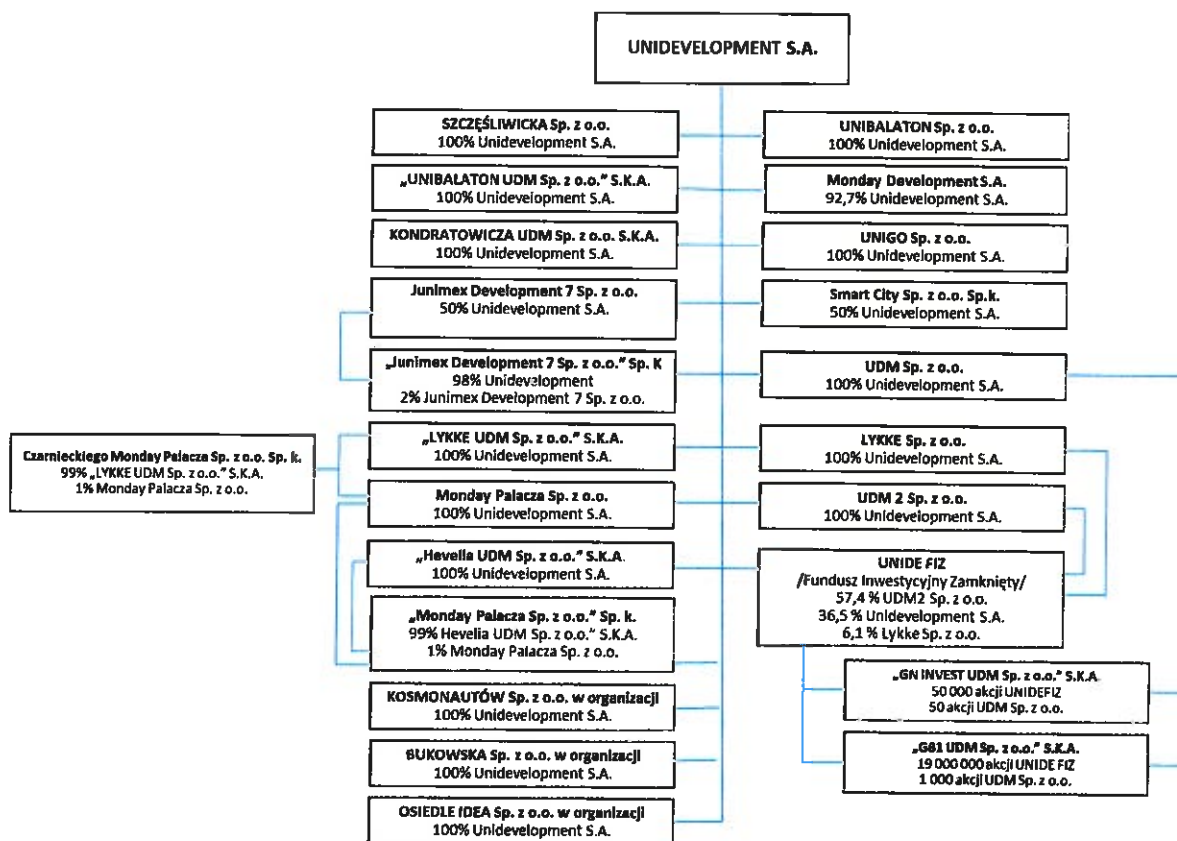 UNIDEVELOPMENT S.A.
SZCZĘŚLIWICKA Sp. z o.o.
100% Unidevelopment S.A.
UNIBALATON Sp. z o.o.
100% Unidevelopment S.A.
„UNIBALATON UDM Sp. z o.o.” S.K.A.
100% Unidevelopment S.A.
Monday Development S.A.
92,7% Unidevelopment S.A.
KONDRATOWICZA UDM Sp. z o.o. S.K.A.
100% Unidevelopment S.A.
UNIGO Sp. z o.o.
100% Unidevelopment S.A.
Junimex Development 7 Sp. z o.o.
50% Unidevelopment S.A.
Smart City Sp. z o.o. Sp.k.
50% Unidevelopment S.A.
„Junimex Development 7 Sp. z o.o.” Sp. K
98% Unidevelopment
2% Junimex Development 7 Sp. z o.o.
UDM Sp. z o.o.
100% Unidevelopment S.A.
„LYKKE UDM Sp. z o.o.” S.K.A.
100% Unidevelopment S.A.
LYKKE Sp. z o.o.
100% Unidevelopment S.A.
Czarnieckiego Monday Palacza Sp. z o.o. Sp. k.
99% „LYKKE UDM Sp. z o.o.” S.K.A.
1% Monday Palacza Sp. z o.o.
Monday Palacza Sp. z o.o.
100% Unidevelopment S.A.
UDM 2 Sp. z o.o.
100% Unidevelopment S.A.
„Hevelia UDM Sp. z o.o.” S.K.A.
100% Unidevelopment S.A.
UNIDE FIZ
/Fundusz Inwestycyjny Zamknięty/
57,4 % UDM2 Sp. z o.o.
36,5 % Unidevelopment S.A.
6,1 % Lykke Sp. z o.o.
„Monday Palacza Sp. z o.o.” Sp. k.
99% Hevelia UDM Sp. z o.o.” S.K.A.
1% Monday Palacza Sp. z o.o.
„GN INVEST UDM Sp. z o.o.” S.K.A.
50 000 akcji UNIDEFIZ
50 akcji UDM Sp. z o.o.
KOSMONAUTÓW Sp. z o.o. w organizacji
100% Unidevelopment S.A.
„G81 UDM Sp. z o.o.” S.K.A.
19 000 000 akcji UNIDE FIZ
1 000 akcji UDM Sp. z o.o.
BUKOWSKA Sp. z o.o. w organizacji
100% Unidevelopment S.A.
OSIEDLE IDEA Sp. z o.o. w organizacji
100% Unidevelopment S.A.